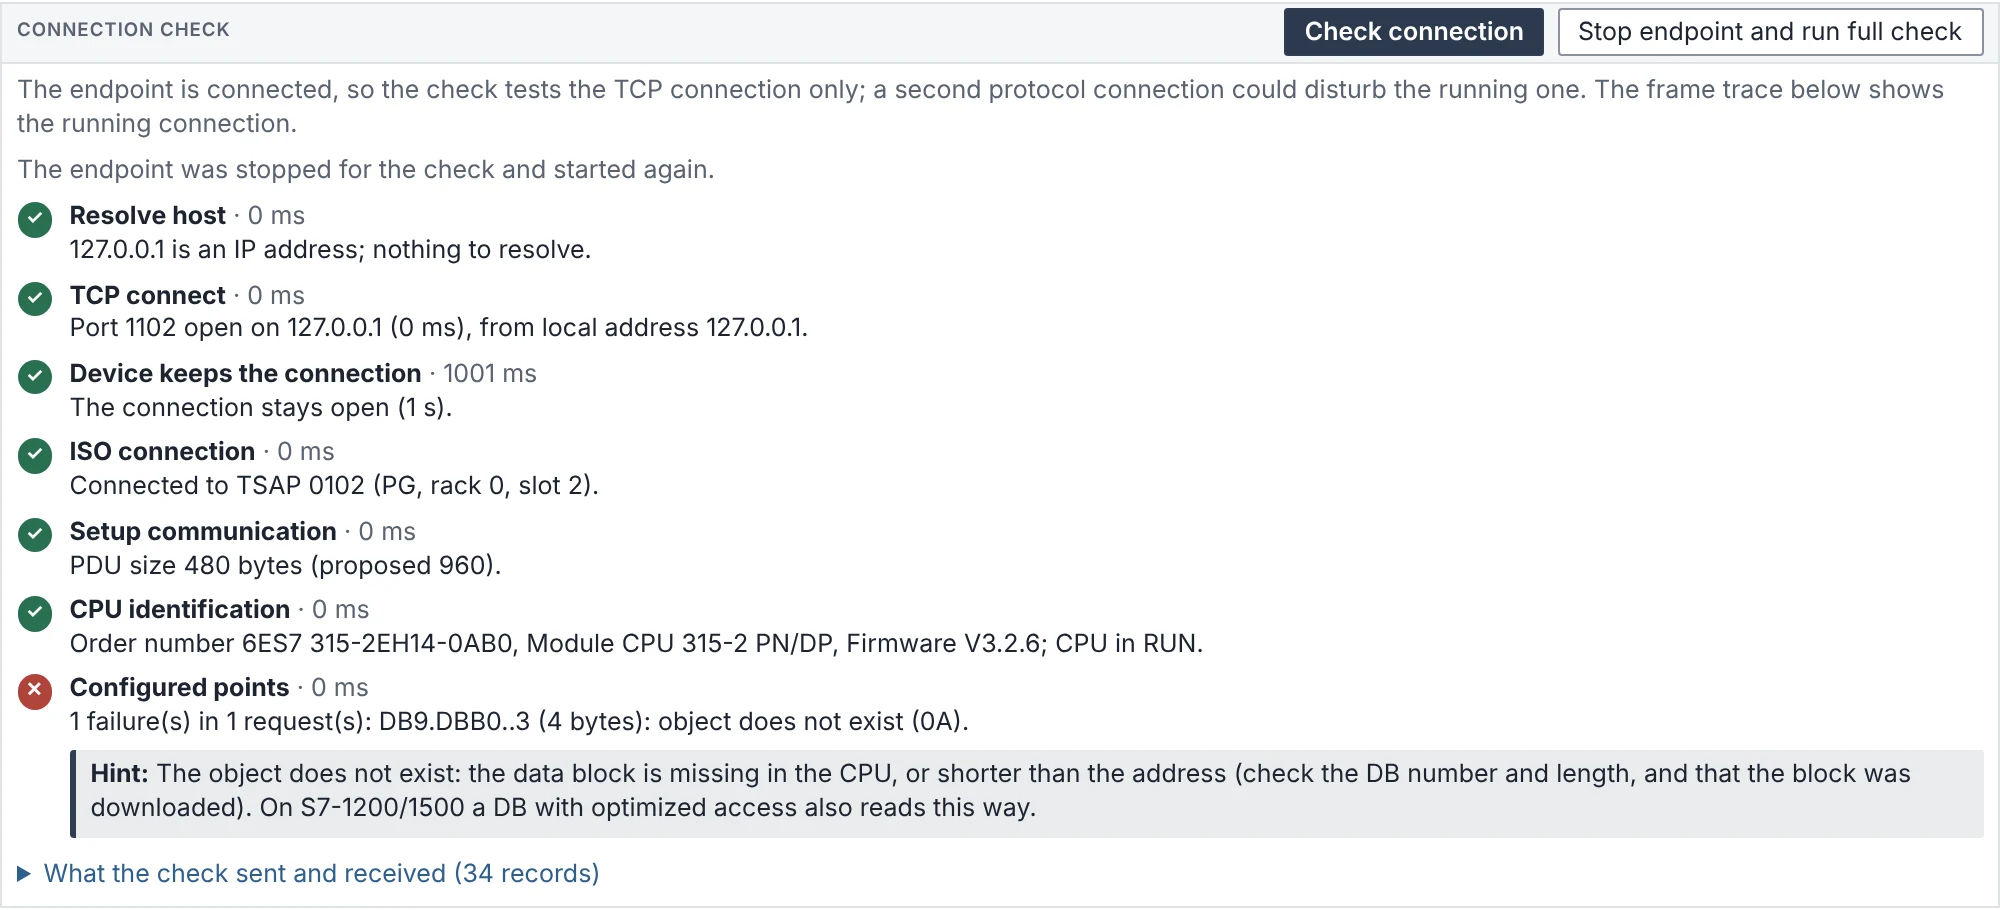 CONNECTION CHECK
Check connection
Stop endpoint and run full check
The endpoint is connected, so the check tests the TCP connection only; a second protocol connection could disturb the running one. The frame trace below shows
the running connection.
The endpoint was stopped for the check and started again.
Resolve host · 0 ms
127.0.0.1 is an IP address; nothing to resolve.
TCP connect · 0 ms
Port 1102 open on 127.0.0.1 (0 ms), from local address 127.0.0.1.
Device keeps the connection · 1001 ms
The connection stays open (1 s).
ISO connection · 0 ms
Connected to TSAP 0102 (PG, rack 0, slot 2).
Setup communication · 0 ms
PDU size 480 bytes (proposed 960).
CPU identification · 0 ms
Order number 6ES7 315-2EH14-0AB0, Module CPU 315-2 PN/DP, Firmware V3.2.6; CPU in RUN.
Configured points · 0 ms
1 failure(s) in 1 request(s): DB9.DBB0..3 (4 bytes): object does not exist (0A).
Hint: The object does not exist: the data block is missing in the CPU, or shorter than the address (check the DB number and length, and that the block was
downloaded). On S7-1200/1500 a DB with optimized access also reads this way.
What the check sent and received (34 records)